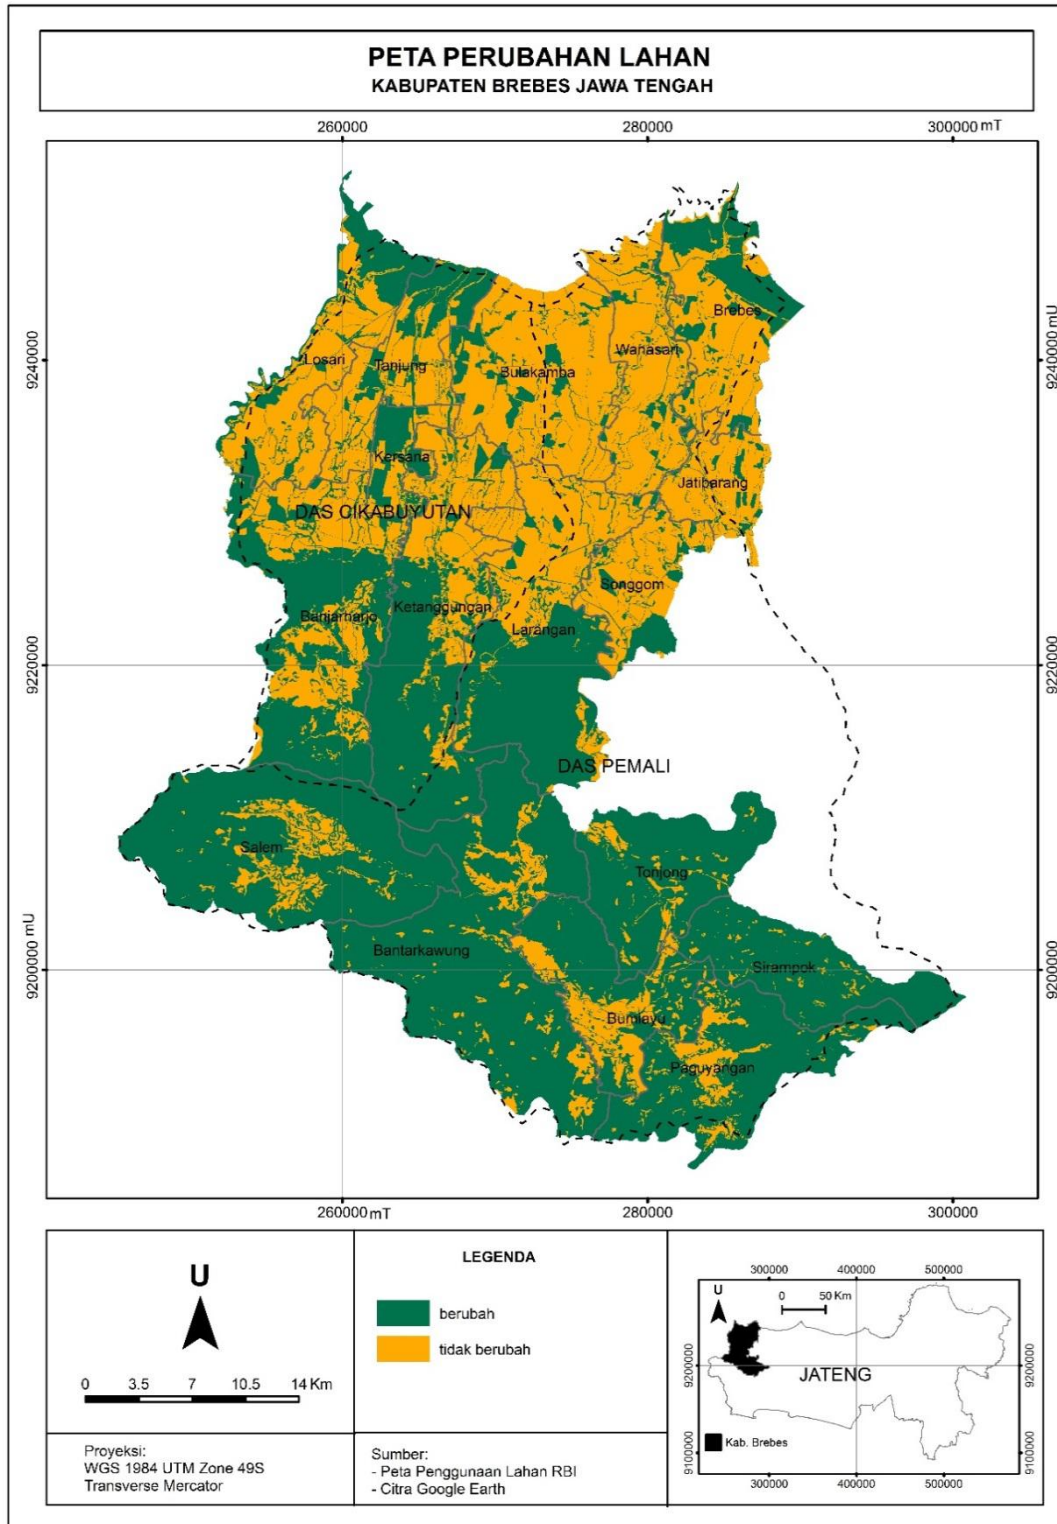 PETA PERUBAHAN LAHAN
KABUPATEN BREBES JAWA TENGAH
260000 280000 300000 mT
9240000 9240000 mU
Brebes
Wanasari
Losari Tanjung Bulakamba
Kersana
Jatibarang
DAS CIKABUYUTAN
Songgom
Banjarharjo Ketanggungan
Larangan
9220000 9220000
DAS PEMALI
Salem
Tonjong
Bantarkawung
Sirampok
9200000 mU 9200000
Bumiayu
Paguyangan
260000 mT 280000 300000
U
0 3.5 7 10.5 14 Km
Proyeksi:
WGS 1984 UTM Zone 49S
Transverse Mercator
LEGENDA
berubah
tidak berubah
Sumber:
- Peta Penggunaan Lahan RBI
- Citra Google Earth
300000 400000 500000
U
0 50 Km
9200000 9200000
JATENG
Kab. Brebes
9100000 9100000
300000 400000 500000